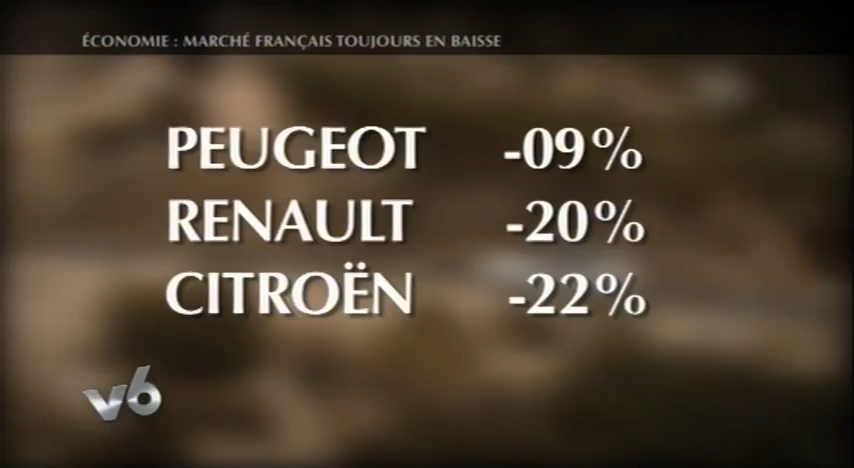 ÉCONOMIE : MARCHÉ FRANÇAIS TOUJOURS EN BAISSE
PEUGEOT -09%
RENAULT -20%
CITROËN -22%
V6